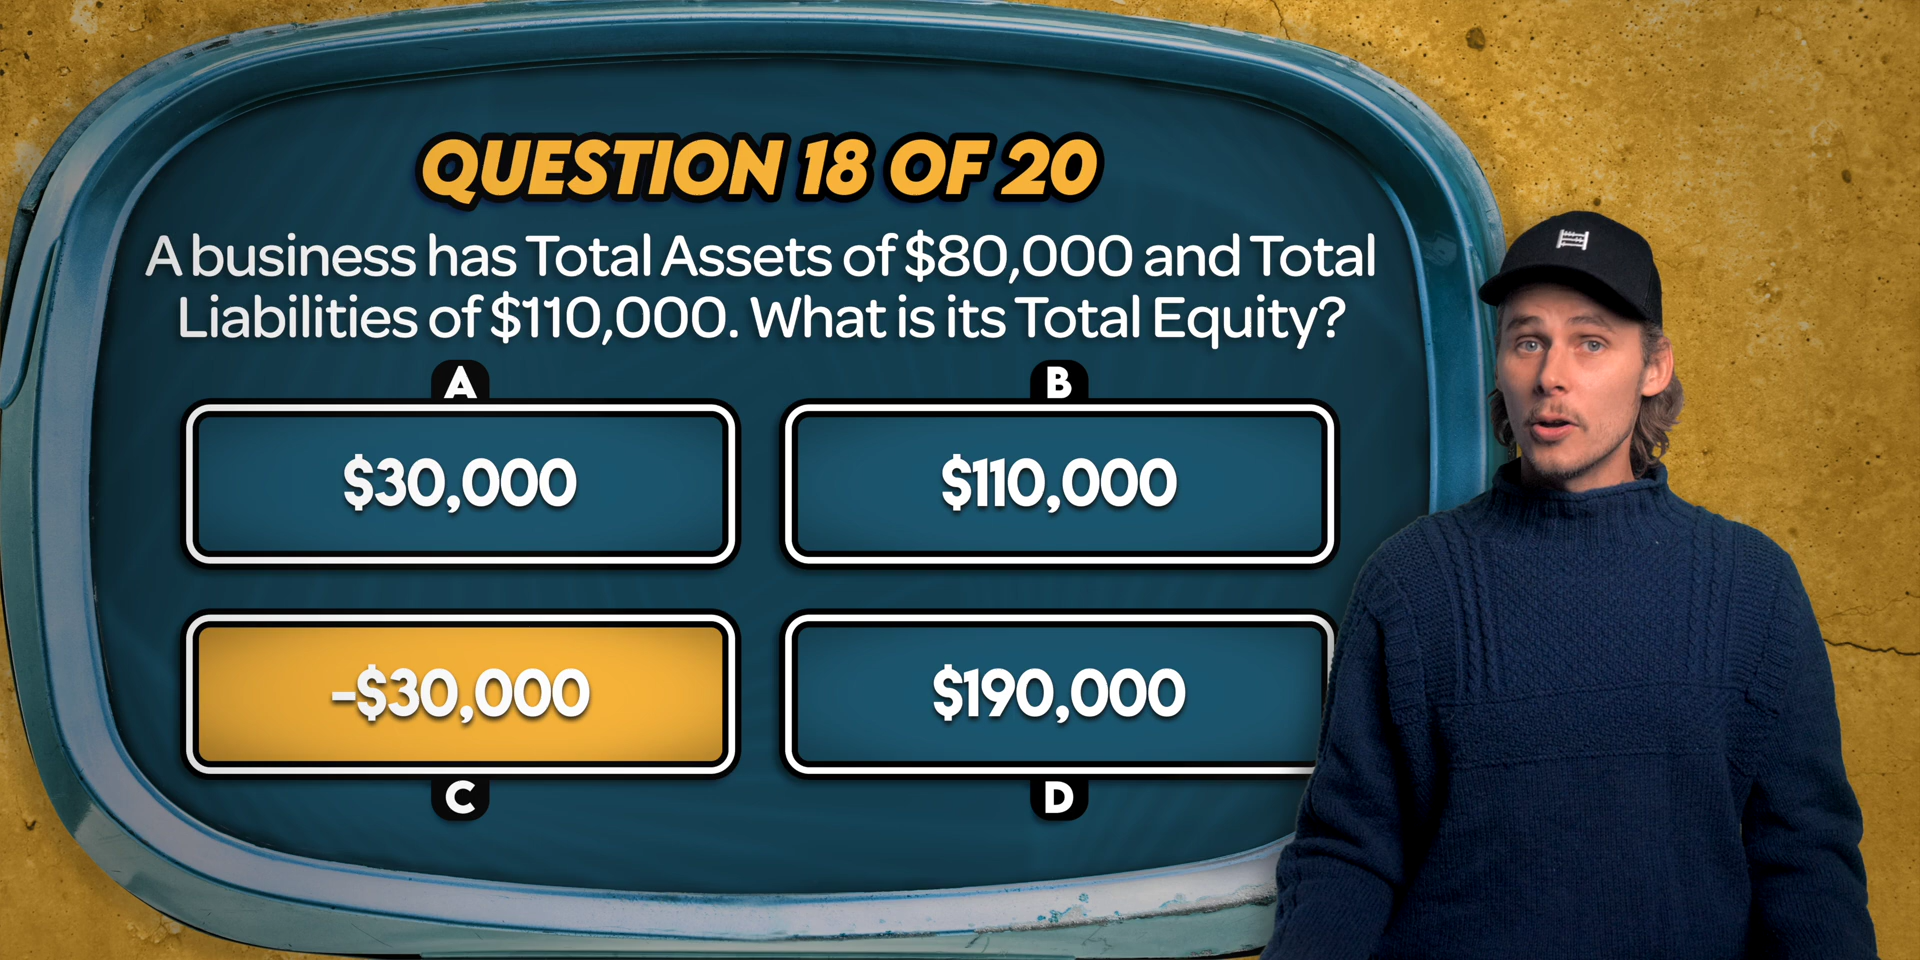 QUESTION 18 OF 20
A business has Total Assets of $80,000 and Total
Liabilities of $110,000. What is its Total Equity?
A
B
$30,000
$110,000
-$30,000
$190,000
C
D